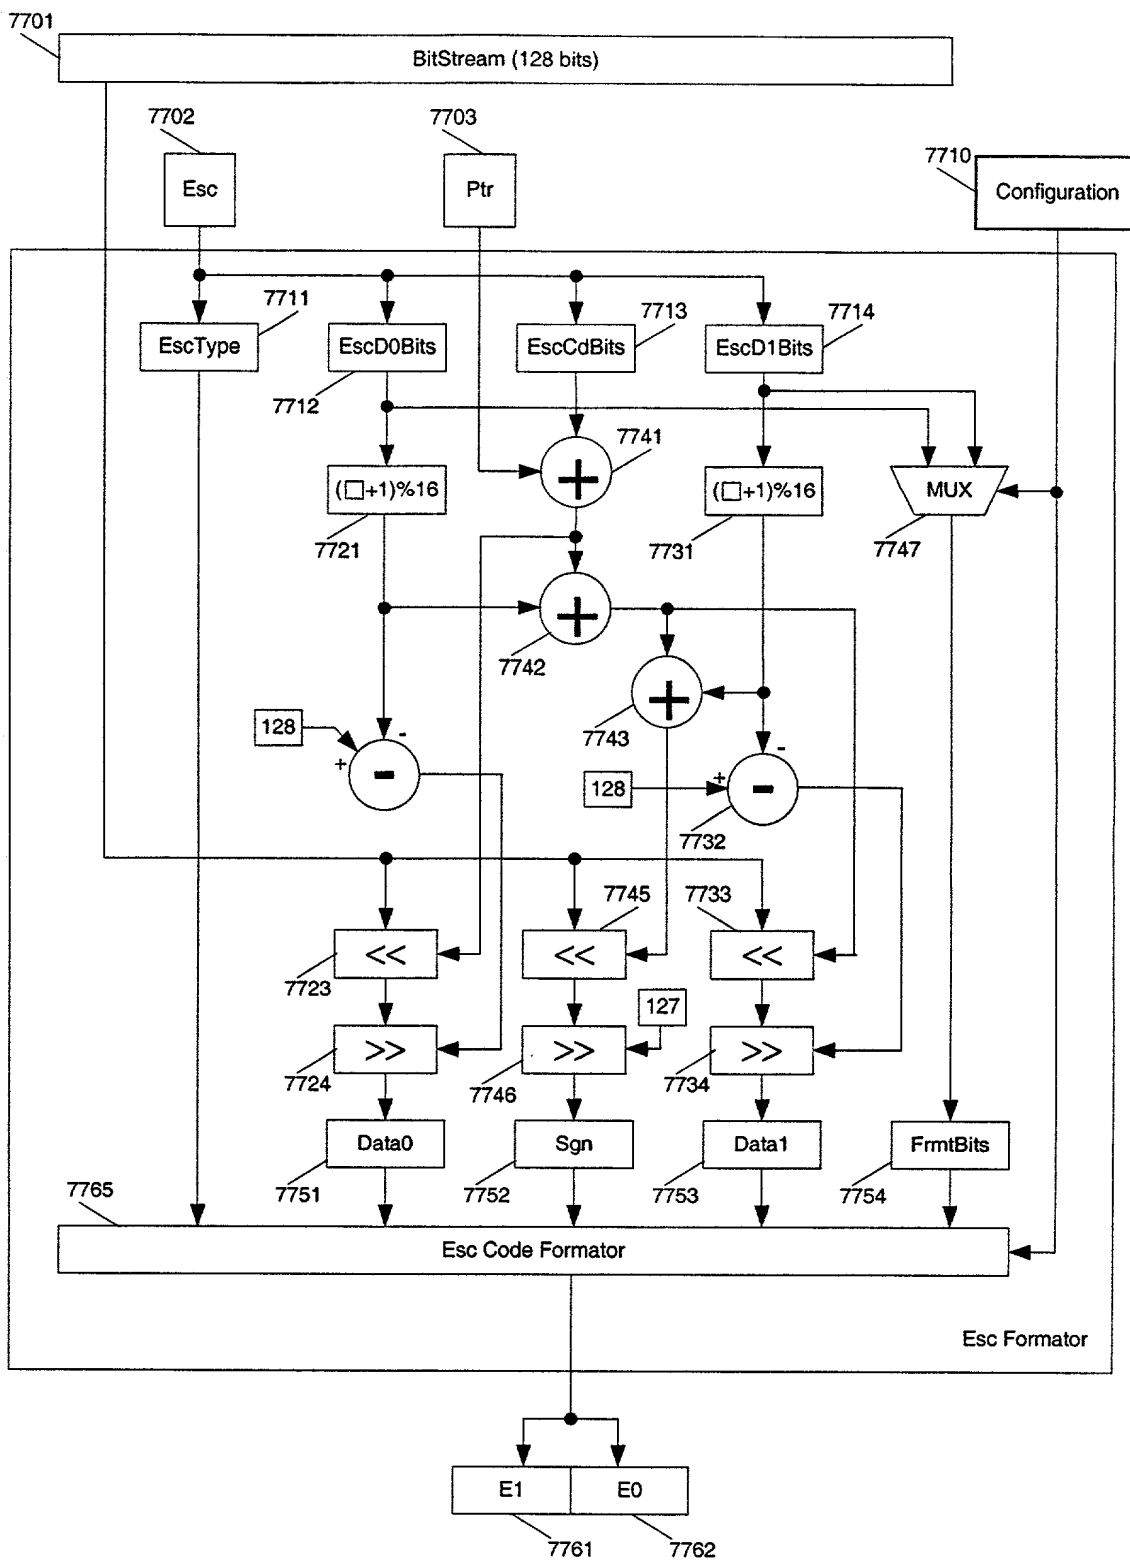 7701
BitStream (128 bits)
7702
7703
7710
Esc
Ptr
Configuration
7711
7713
7714
EscType
EscD0Bits
EscCdBits
EscD1Bits
7712
7741
(□+1)%16
+
(□+1)%16
MUX
7721
7731
7747
+
7742
+
7743
128
-
+
-
128
-
+
-
7732
7745
7733
<<
<<
<<
7723
127
>>
>>
>>
7724
7746
7734
Data0
Sgn
Data1
FrmtBits
7765
7751
7752
7753
7754
Esc Code Formator
Esc Formator
E1
E0
7761
7762